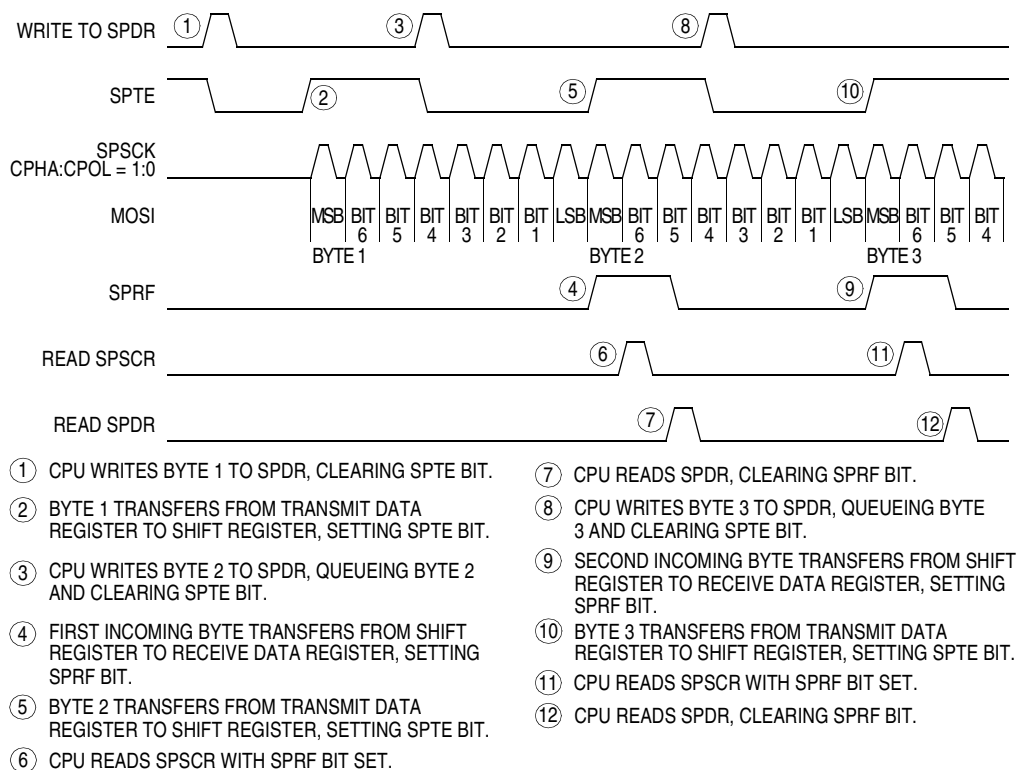 WRITE TO SPDR 1 3 8
SPTE 2 5 10
SPSCK
CPHA:CPOL = 1:0
MOSI MSB BIT 6 BIT 5 BIT 4 BIT 3 BIT 2 BIT 1 LSB MSB BIT 6 BIT 5 BIT 4 BIT 3 BIT 2 BIT 1 LSB MSB BIT 6 BIT 5 BIT 4
BYTE 1 BYTE 2 BYTE 3
SPRF 4 9
READ SPSCR 6 11
READ SPDR 7 12
1 CPU WRITES BYTE 1 TO SPDR, CLEARING SPTE BIT.
2 BYTE 1 TRANSFERS FROM TRANSMIT DATA
REGISTER TO SHIFT REGISTER, SETTING SPTE BIT.
3 CPU WRITES BYTE 2 TO SPDR, QUEUEING BYTE 2
AND CLEARING SPTE BIT.
4 FIRST INCOMING BYTE TRANSFERS FROM SHIFT
REGISTER TO RECEIVE DATA REGISTER, SETTING
SPRF BIT.
5 BYTE 2 TRANSFERS FROM TRANSMIT DATA
REGISTER TO SHIFT REGISTER, SETTING SPTE BIT.
6 CPU READS SPSCR WITH SPRF BIT SET.
7 CPU READS SPDR, CLEARING SPRF BIT.
8 CPU WRITES BYTE 3 TO SPDR, QUEUEING BYTE
3 AND CLEARING SPTE BIT.
9 SECOND INCOMING BYTE TRANSFERS FROM SHIFT
REGISTER TO RECEIVE DATA REGISTER, SETTING
SPRF BIT.
10 BYTE 3 TRANSFERS FROM TRANSMIT DATA
REGISTER TO SHIFT REGISTER, SETTING SPTE BIT.
11 CPU READS SPSCR WITH SPRF BIT SET.
12 CPU READS SPDR, CLEARING SPRF BIT.